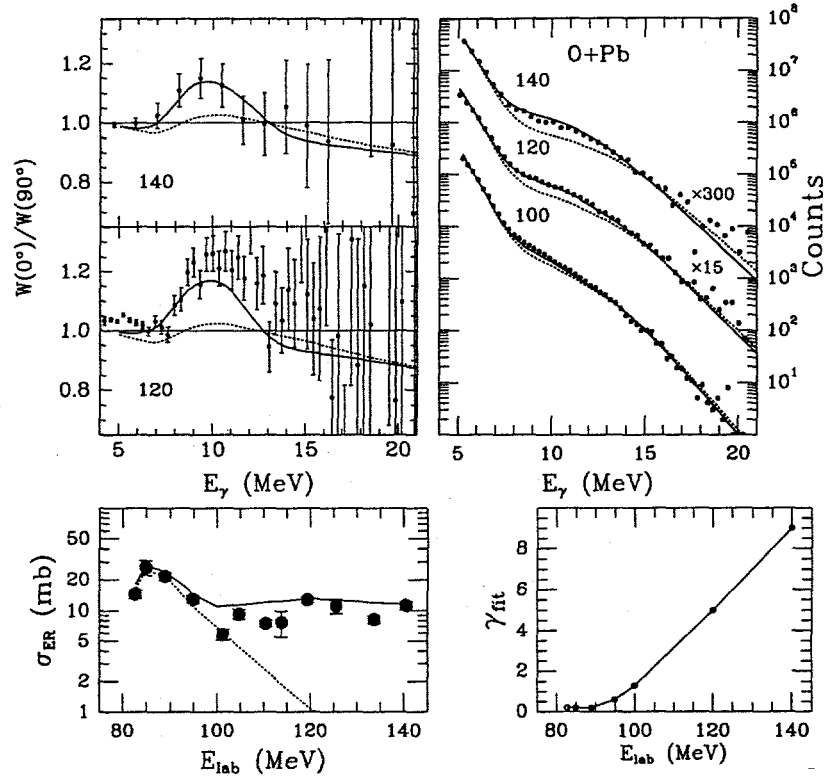 W(0°)/W(90°)
1.2
1.0
0.8
140
1.2
1.0
0.8
120
5 10 15 20
E_γ (MeV)
O+Pb
140
120
100
×300
×15
10^8
10^7
10^6
10^5
10^4
10^3
10^2
10^1
Counts
5 10 15 20
E_γ (MeV)
σ_ER (mb)
50
20
10
5
2
1
80 100 120 140
E_lab (MeV)
γ_fit
8
6
4
2
0
80 100 120 140
E_lab (MeV)